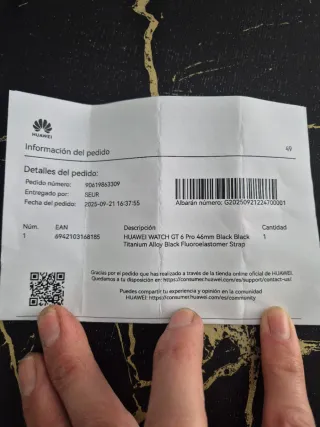 HUAWEI
Información del pedido
49
Detalles del pedido:
Pedido número: 90619863309
Entregado por: SEUR
Fecha del pedido: 2025-09-21 16:37:55
Albarán número: G20250921224700001
Núm. EAN Descripción Cantidad
1 6942103168185 HUAWEI WATCH GT 6 Pro 46mm Black Black 1
Titanium Alloy Black Fluoroelastomer Strap
Gracias por el pedido que has realizado a través de la tienda online oficial de HUAWEI.
Quedamos a tu disposición en: https://consumer.huawei.com/es/support/contact-us/
Puedes compartir tu experiencia y opinión en la comunidad
HUAWEI: https://consumer.huawei.com/es/community